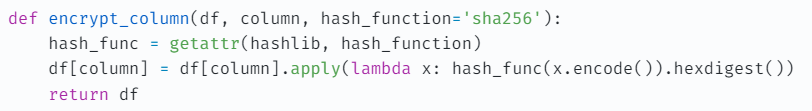 def encrypt_column(df, column, hash_function='sha256'):
    hash_func = getattr(hashlib, hash_function)
    df[column] = df[column].apply(lambda x: hash_func(x.encode()).hexdigest())
    return df